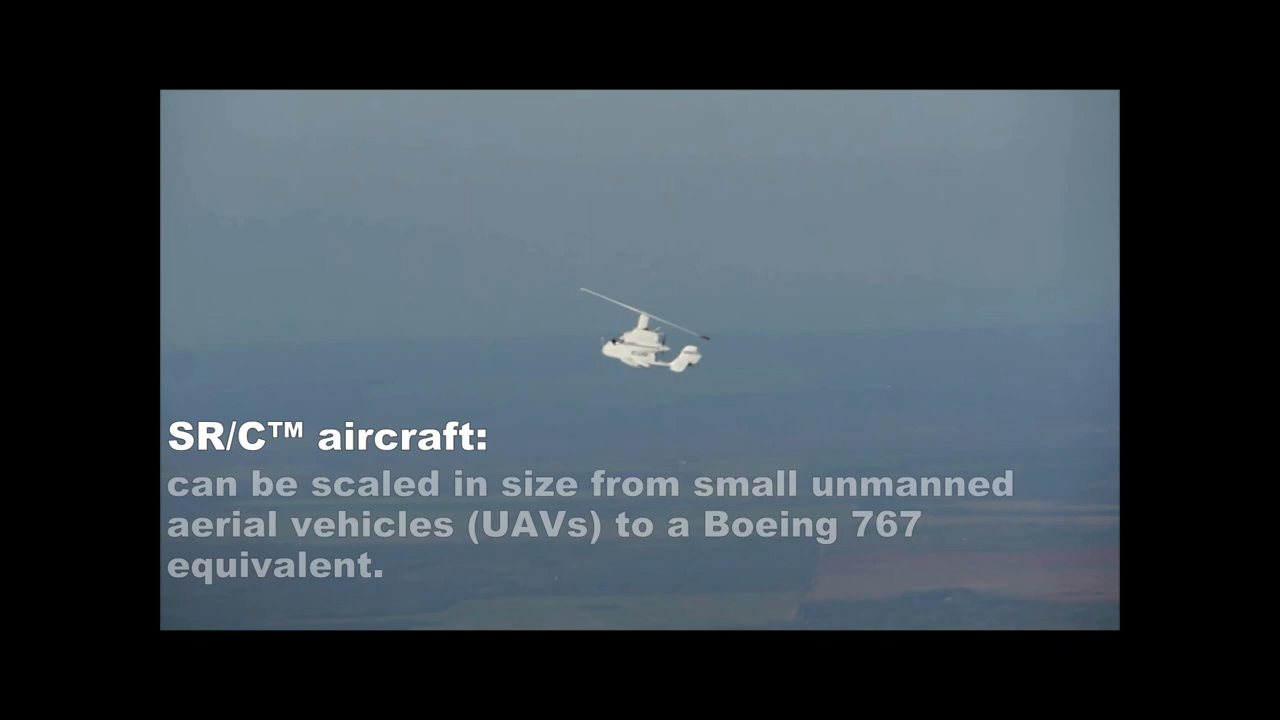 SR/C™ aircraft:
can be scaled in size from small unmanned
aerial vehicles (UAVs) to a Boeing 767
equivalent.